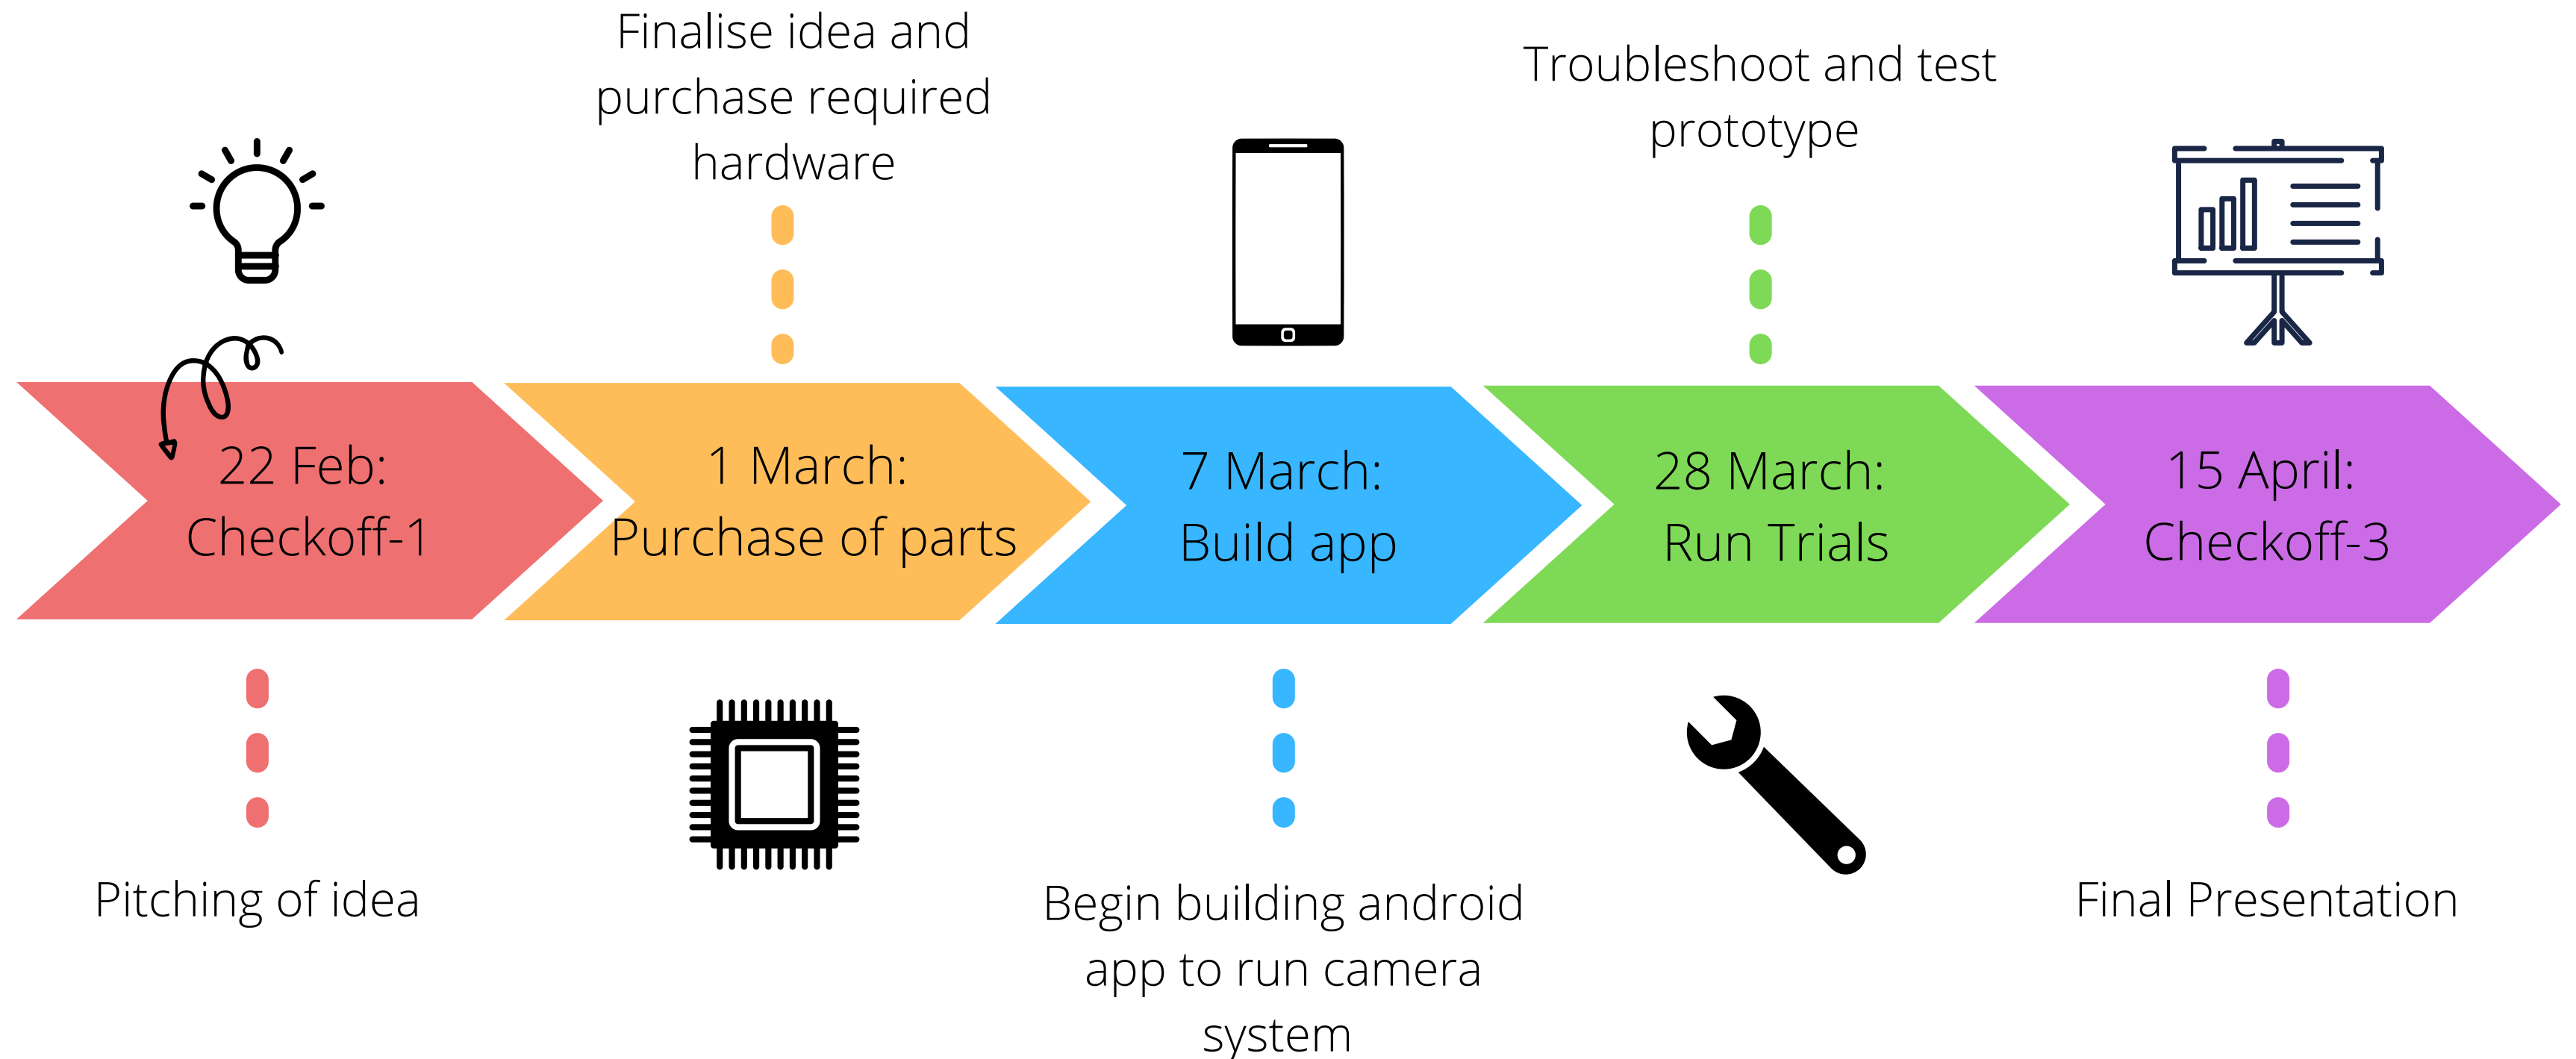 Finalise idea and
purchase required
hardware
Troubleshoot and test
prototype
22 Feb:
Checkoff-1
1 March:
Purchase of parts
7 March:
Build app
28 March:
Run Trials
15 April:
Checkoff-3
Pitching of idea
Begin building android
app to run camera
system
Final Presentation